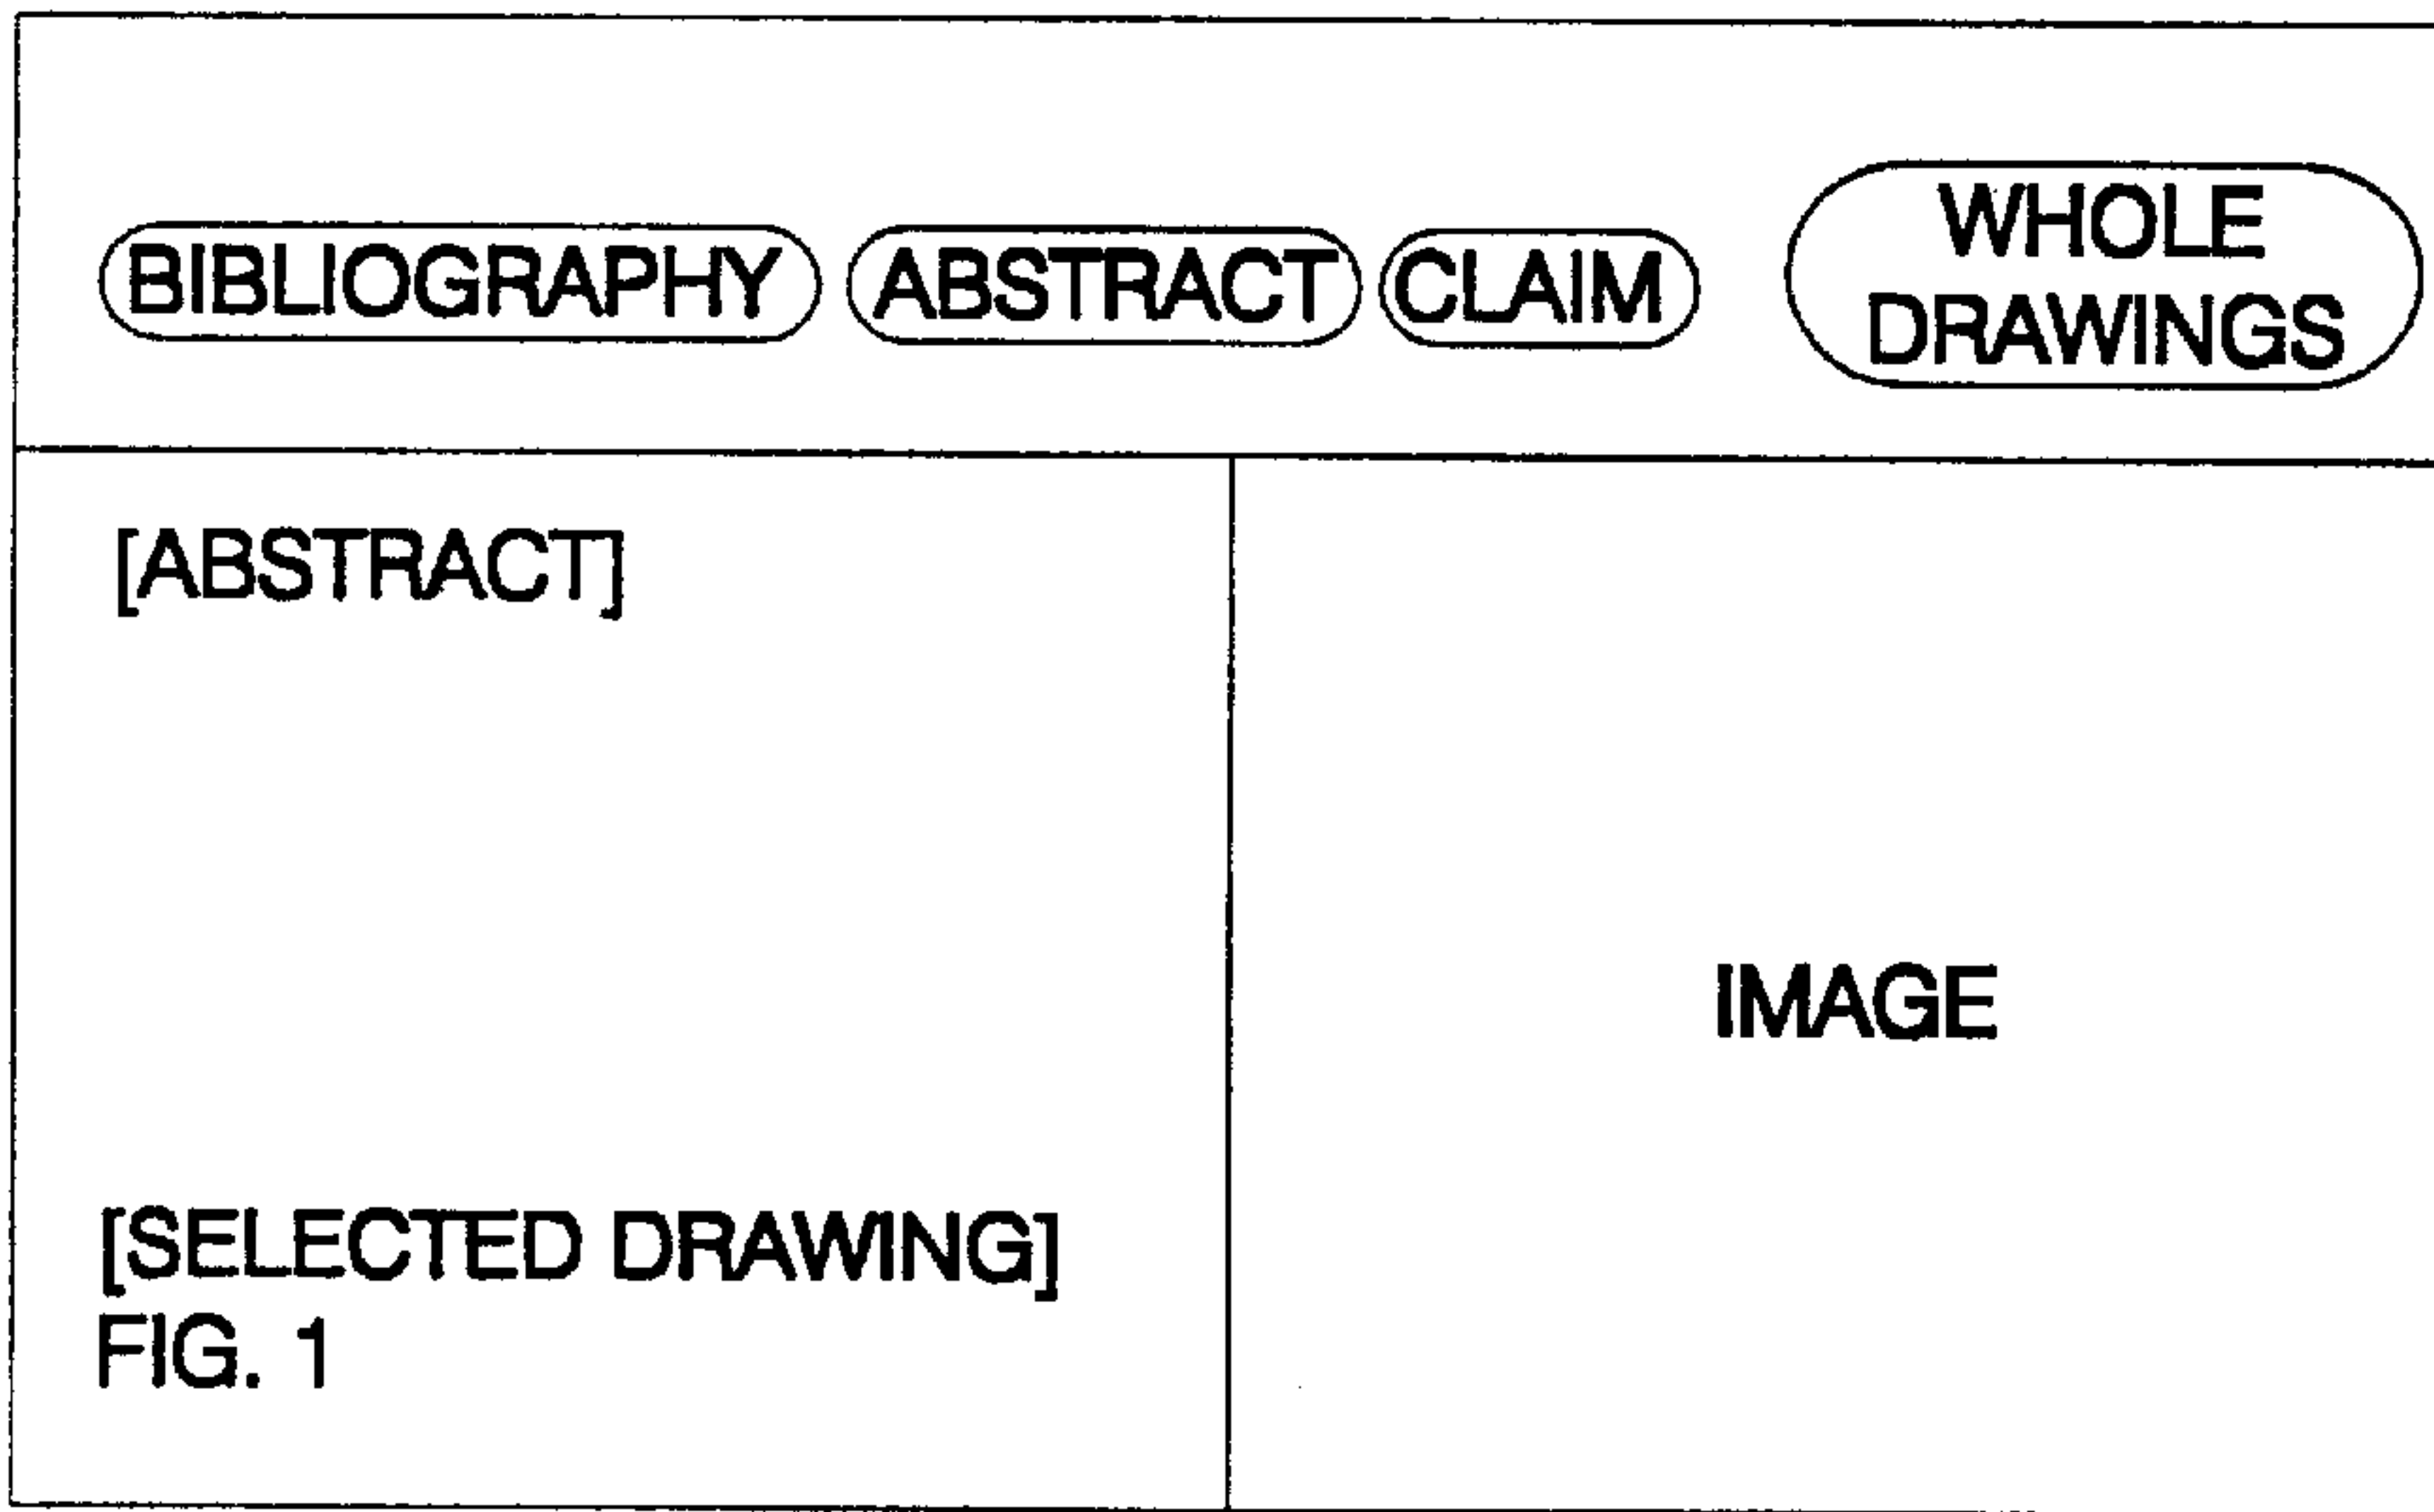 BIBLIOGRAPHY ABSTRACT CLAIM WHOLE DRAWINGS
[ABSTRACT]
IMAGE
[SELECTED DRAWING]
FIG. 1